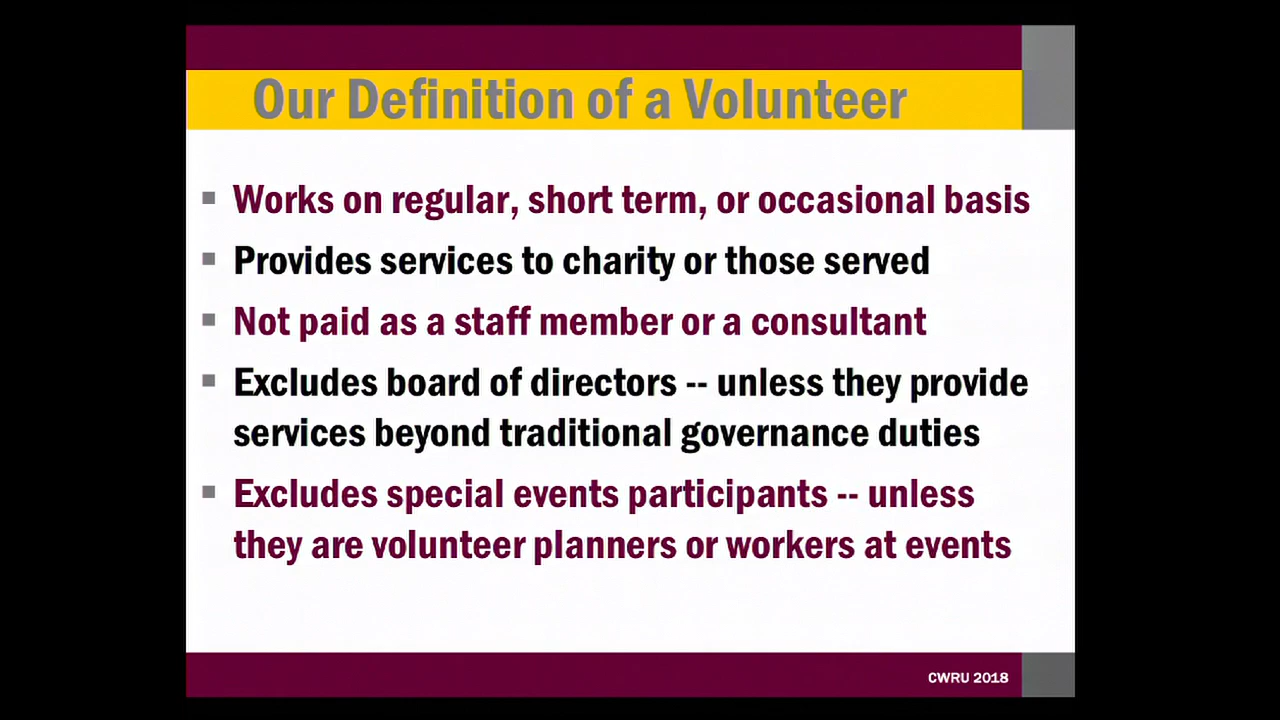 Our Definition of a Volunteer
Works on regular, short term, or occasional basis
Provides services to charity or those served
Not paid as a staff member or a consultant
Excludes board of directors -- unless they provide
services beyond traditional governance duties
Excludes special events participants -- unless
they are volunteer planners or workers at events
CWRU 2018